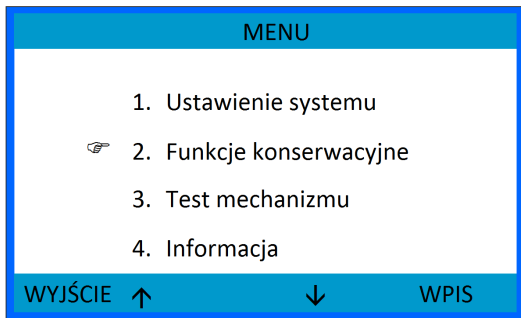 MENU
1. Ustawienie systemu
☞ 2. Funkcje konserwacyjne
3. Test mechanizmu
4. Informacja
WYJŚCIE ↑ ↓ WPIS